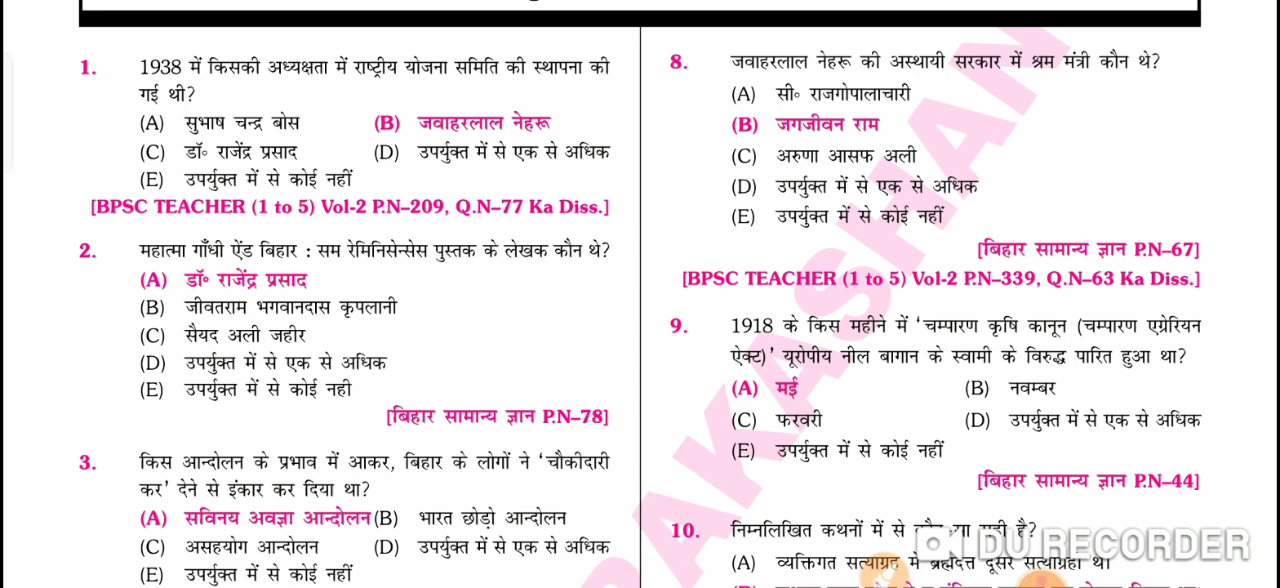 1. 1938 में किसकी अध्यक्षता में राष्ट्रीय योजना समिति की स्थापना की
गई थी?
(A) सुभाष चन्द्र बोस (B) जवाहरलाल नेहरू
(C) डॉ॰ राजेंद्र प्रसाद (D) उपर्युक्त में से एक से अधिक
(E) उपर्युक्त में से कोई नहीं
[BPSC TEACHER (1 to 5) Vol-2 P.N–209, Q.N–77 Ka Diss.]
2. महात्मा गाँधी ऐंड बिहार : सम रेमिनिसेन्सेस पुस्तक के लेखक कौन थे?
(A) डॉ॰ राजेंद्र प्रसाद
(B) जीवतराम भगवानदास कृपलानी
(C) सैयद अली जहीर
(D) उपर्युक्त में से एक से अधिक
(E) उपर्युक्त में से कोई नही
[बिहार सामान्य ज्ञान P.N–78]
3. किस आन्दोलन के प्रभाव में आकर, बिहार के लोगों ने ‘चौकीदारी
कर’ देने से इंकार कर दिया था?
(A) सविनय अवज्ञा आन्दोलन (B) भारत छोड़ो आन्दोलन
(C) असहयोग आन्दोलन (D) उपर्युक्त में से एक से अधिक
(E) उपर्युक्त में से कोई नहीं
8. जवाहरलाल नेहरू की अस्थायी सरकार में श्रम मंत्री कौन थे?
(A) सी॰ राजगोपालाचारी
(B) जगजीवन राम
(C) अरुणा आसफ अली
(D) उपर्युक्त में से एक से अधिक
(E) उपर्युक्त में से कोई नहीं
[बिहार सामान्य ज्ञान P.N–67]
[BPSC TEACHER (1 to 5) Vol-2 P.N–339, Q.N–63 Ka Diss.]
9. 1918 के किस महीने में ‘चम्पारण कृषि कानून (चम्पारण एग्रेरियन
ऐक्ट)’ यूरोपीय नील बागान के स्वामी के विरुद्ध पारित हुआ था?
(A) मई (B) नवम्बर
(C) फरवरी (D) उपर्युक्त में से एक से अधिक
(E) उपर्युक्त में से कोई नहीं
[बिहार सामान्य ज्ञान P.N–44]
10. निम्नलिखित कथनों में से है?
(A) व्यक्तिगत सत्याग्रह में ब्रह्मदत्त दूसरे सत्याग्रही थे।
PRAKASHAN
DU RECORDER